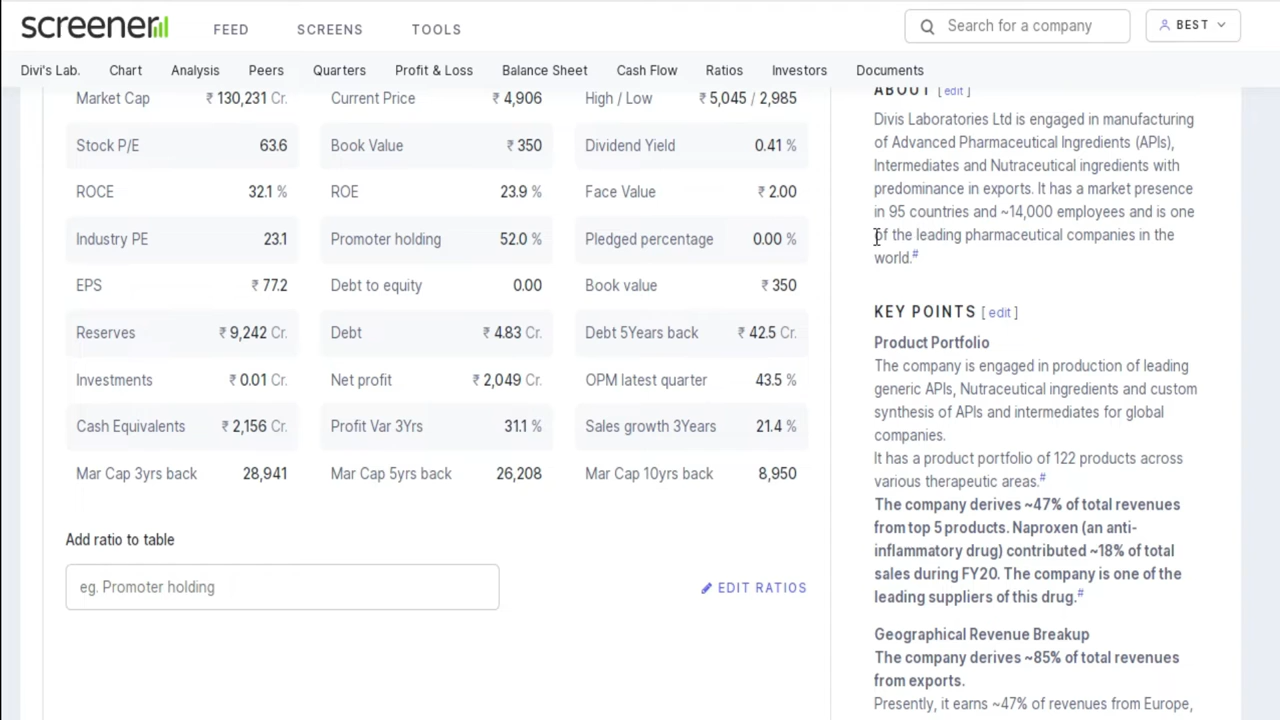 screener
FEED SCREENS TOOLS
Search for a company
BEST
Divi's Lab. Chart Analysis Peers Quarters Profit & Loss Balance Sheet Cash Flow Ratios Investors Documents
Market Cap ₹ 130,231 Cr. Current Price ₹ 4,906 High / Low ₹ 5,045 / 2,985
Stock P/E 63.6 Book Value ₹ 350 Dividend Yield 0.41 %
ROCE 32.1 % ROE 23.9 % Face Value ₹ 2.00
Industry PE 23.1 Promoter holding 52.0 % Pledged percentage 0.00 %
EPS ₹ 77.2 Debt to equity 0.00 Book value ₹ 350
Reserves ₹ 9,242 Cr. Debt ₹ 4.83 Cr. Debt 5Years back ₹ 42.5 Cr.
Investments ₹ 0.01 Cr. Net profit ₹ 2,049 Cr. OPM latest quarter 43.5 %
Cash Equivalents ₹ 2,156 Cr. Profit Var 3Yrs 31.1 % Sales growth 3Years 21.4 %
Mar Cap 3yrs back 28,941 Mar Cap 5yrs back 26,208 Mar Cap 10yrs back 8,950
Add ratio to table
eg. Promoter holding
EDIT RATIOS
ABOUT [ edit ]
Divis Laboratories Ltd is engaged in manufacturing
of Advanced Pharmaceutical Ingredients (APIs),
Intermediates and Nutraceutical ingredients with
predominance in exports. It has a market presence
in 95 countries and ~14,000 employees and is one
of the leading pharmaceutical companies in the
world.#
KEY POINTS [ edit ]
Product Portfolio
The company is engaged in production of leading
generic APIs, Nutraceutical ingredients and custom
synthesis of APIs and intermediates for global
companies.
It has a product portfolio of 122 products across
various therapeutic areas.#
The company derives ~47% of total revenues
from top 5 products. Naproxen (an anti-
inflammatory drug) contributed ~18% of total
sales during FY20. The company is one of the
leading suppliers of this drug.#
Geographical Revenue Breakup
The company derives ~85% of total revenues
from exports.
Presently, it earns ~47% of revenues from Europe,